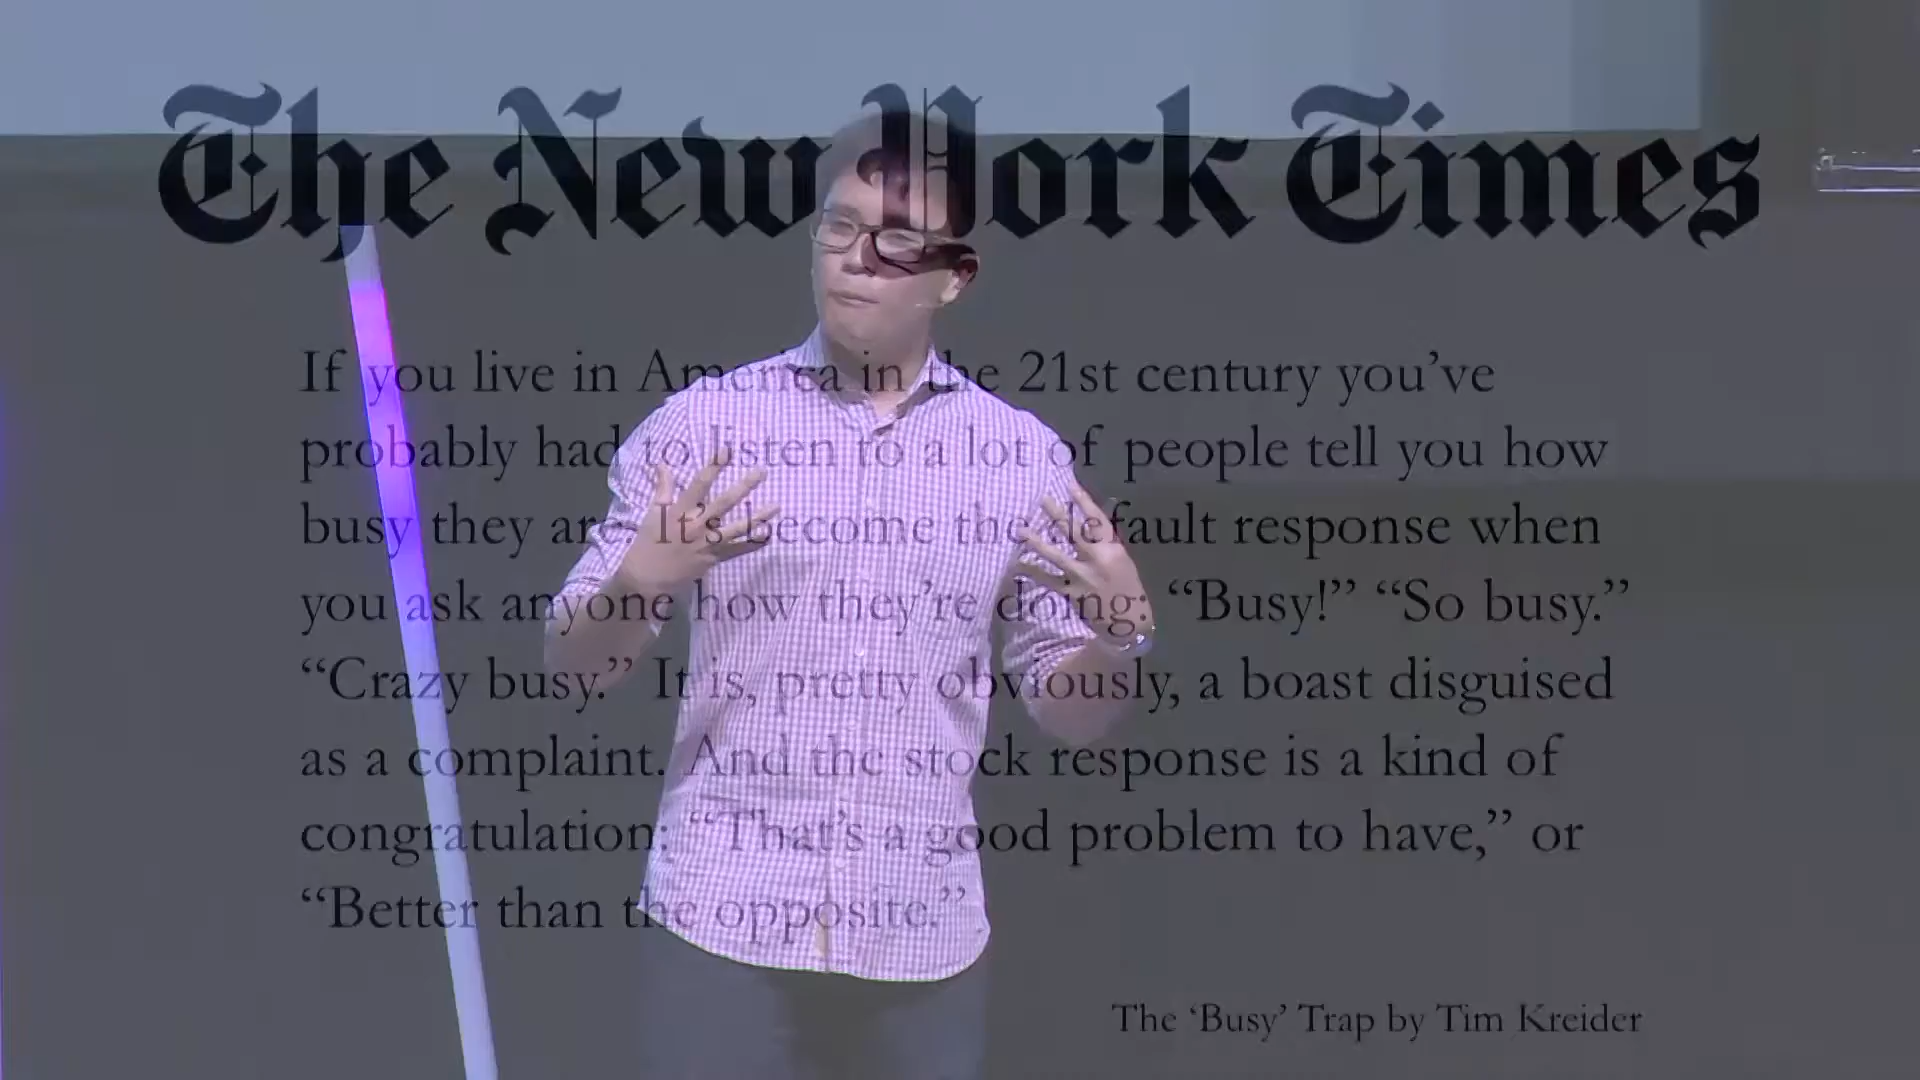 The New York Times
If you live in America in the 21st century you’ve
probably had to listen to a lot of people tell you how
busy they are. It’s become the default response when
you ask anyone how they’re doing: “Busy!” “So busy.”
“Crazy busy.” It is, pretty obviously, a boast disguised
as a complaint. And the stock response is a kind of
congratulation: “That’s a good problem to have,” or
“Better than the opposite.”
The ‘Busy’ Trap by Tim Kreider